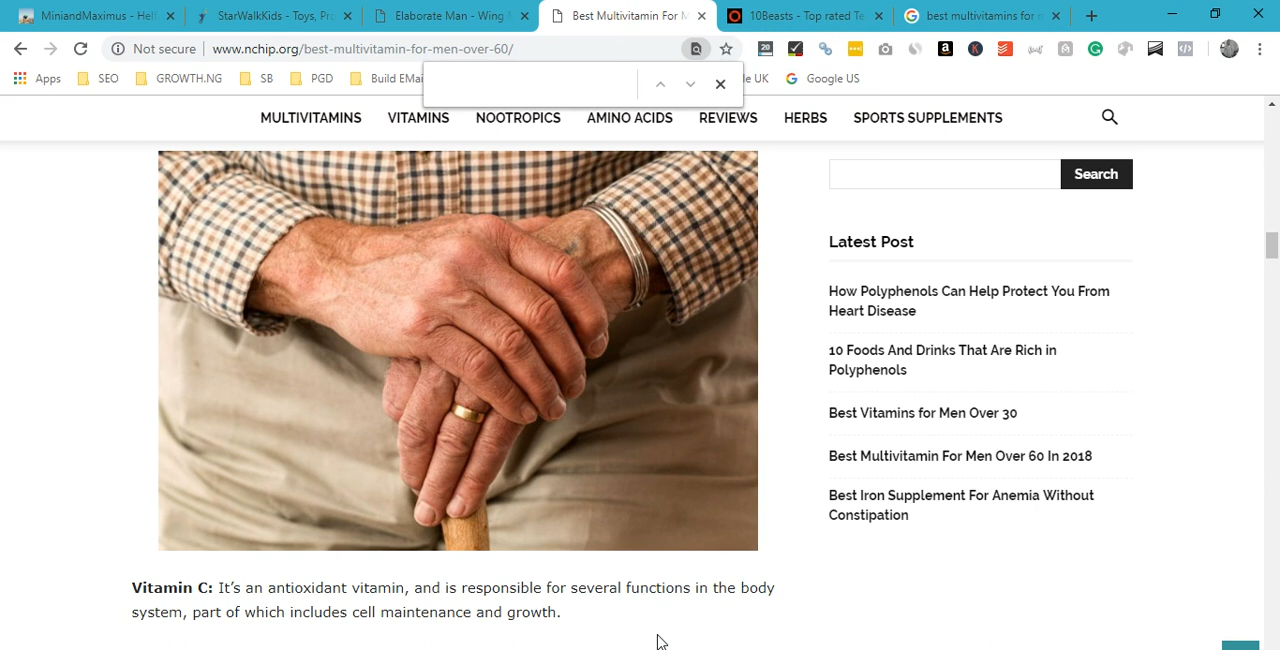 MiniandMaximus - Hel
StarWalkKids - Toys, Pro
Elaborate Man - Wing M
Best Multivitamin For M
10Beasts - Top rated Te
best multivitamins for
Not secure
www.nchip.org/best-multivitamin-for-men-over-60/
20
Apps
SEO
GROWTH.NG
SB
PGD
Build EMai
le UK
Google US
MULTIVITAMINS
VITAMINS
NOOTROPICS
AMINO ACIDS
REVIEWS
HERBS
SPORTS SUPPLEMENTS
Search
Latest Post
How Polyphenols Can Help Protect You From
Heart Disease
10 Foods And Drinks That Are Rich in
Polyphenols
Best Vitamins for Men Over 30
Best Multivitamin For Men Over 60 In 2018
Best Iron Supplement For Anemia Without
Constipation
Vitamin C: It’s an antioxidant vitamin, and is responsible for several functions in the body
system, part of which includes cell maintenance and growth.